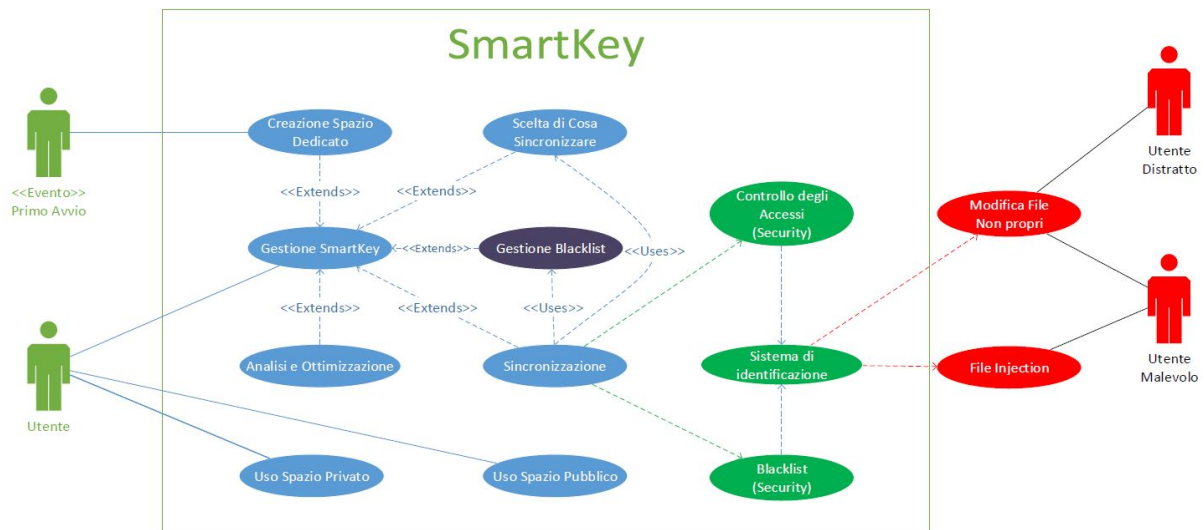 SmartKey
<<Evento>>
Primo Avvio
Creazione Spazio
Dedicato
Scelta di Cosa
Sincronizzare
Utente
Distratto
<<Extends>>
<<Extends>>
Controllo degli
Accessi
(Security)
Modifica File
Non propri
Gestione SmartKey
<<Extends>>
Gestione Blacklist
<<Uses>>
<<Extends>>
<<Extends>>
<<Uses>>
Analisi e Ottimizzazione
Sincronizzazione
Sistema di
identificazione
File Injection
Utente
Malevolo
Utente
Uso Spazio Privato
Uso Spazio Pubblico
Blacklist
(Security)